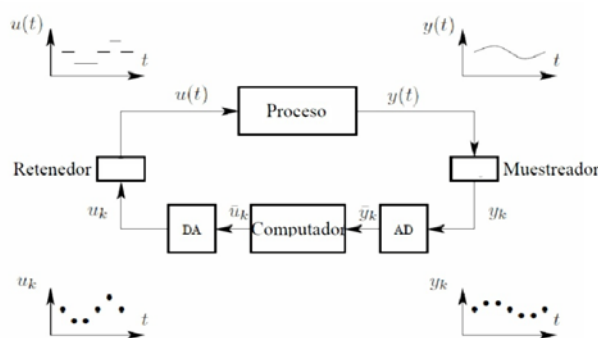 u(t)
t
y(t)
t
u(t)
Proceso
y(t)
Retenedor
Muestreador
u_k
DA
ū_k
Computador
ȳ_k
AD
y_k
u_k
t
y_k
t